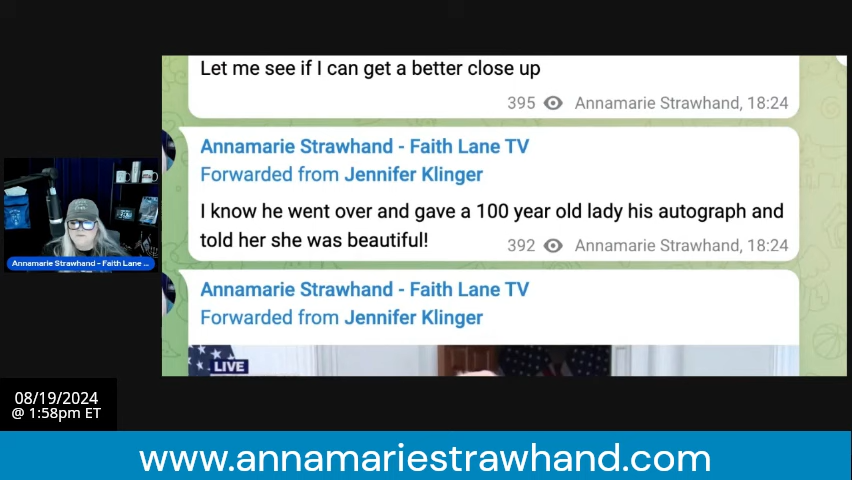 Let me see if I can get a better close up
395 Annamarie Strawhand, 18:24
Annamarie Strawhand - Faith Lane TV
Forwarded from Jennifer Klinger
I know he went over and gave a 100 year old lady his autograph and
told her she was beautiful!
392 Annamarie Strawhand, 18:24
Annamarie Strawhand - Faith Lane ...
Annamarie Strawhand - Faith Lane TV
Forwarded from Jennifer Klinger
LIVE
08/19/2024
@ 1:58pm ET
www.annamariestrawhand.com